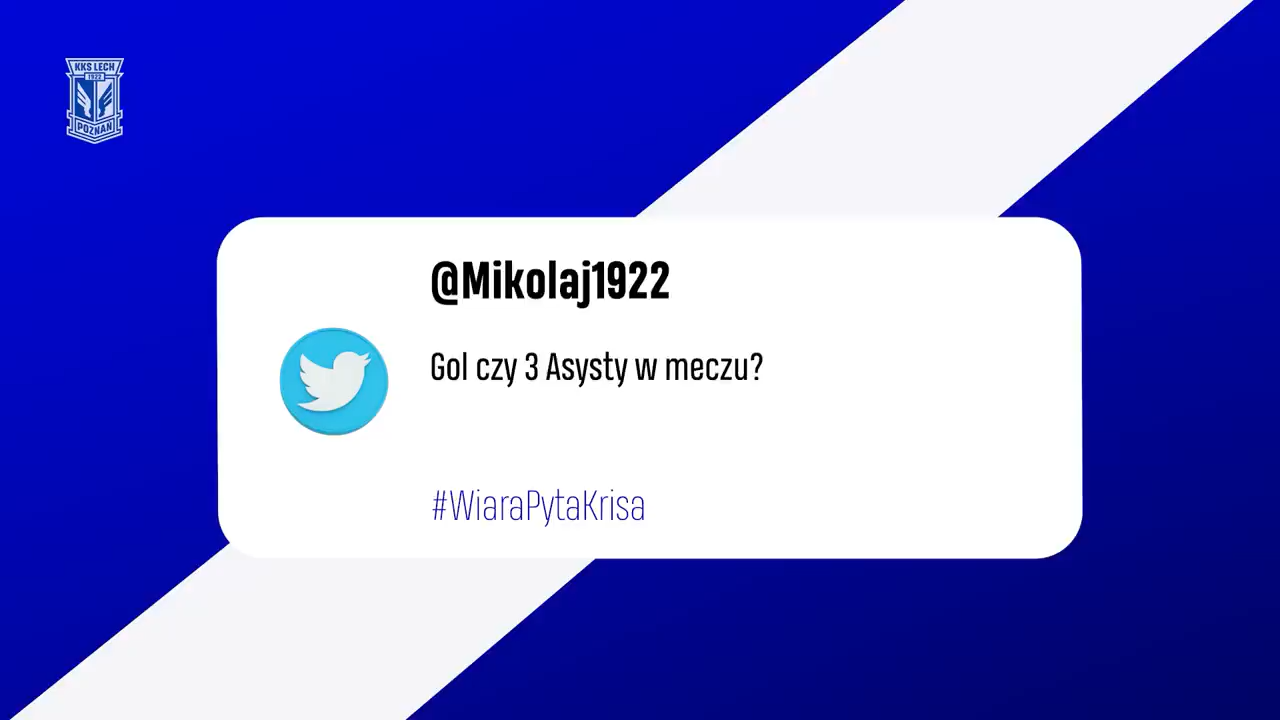 KKS LECH
1922
POZNAŃ
@Mikolaj1922
Gol czy 3 Asysty w meczu?
#WiaraPytaKrisa